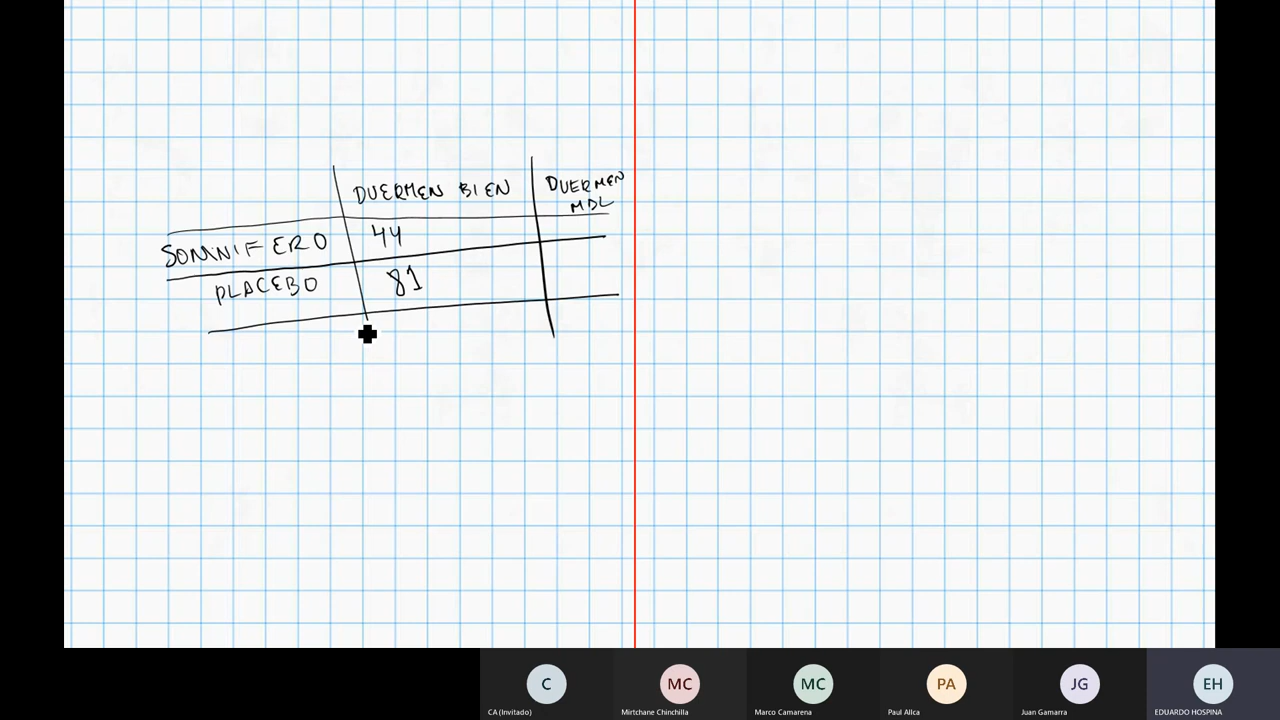 DUERMEN BIEN
DUERMEN
MAL
SOMNIFERO
44
PLACEBO
81
C
MC
MC
PA
JG
EH
CA (Invitado)
Mirtchane Chinchilla
Marco Camarena
Paul Allca
Juan Gamarra
EDUARDO HOSPINA